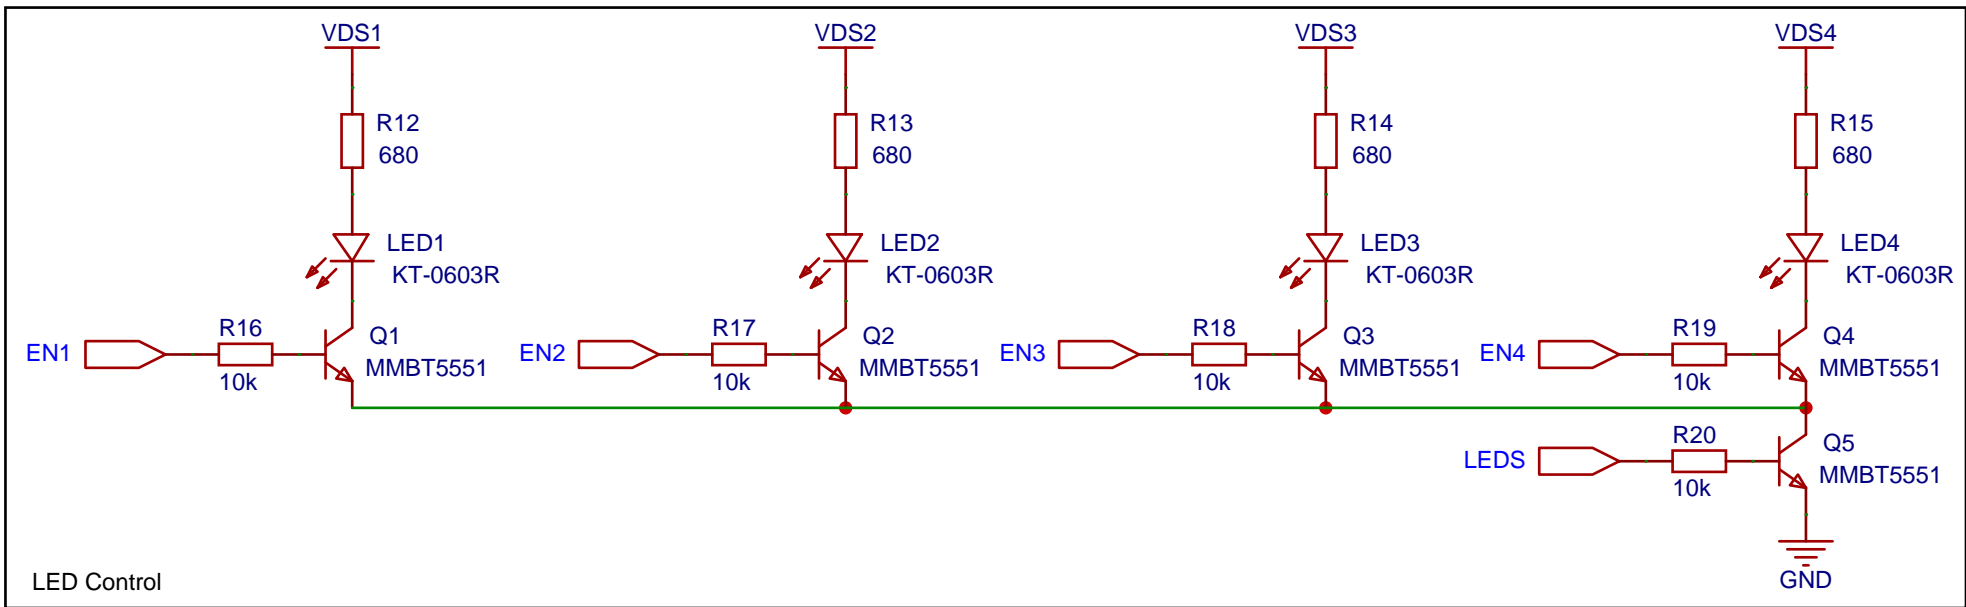 VDS1 VDS2 VDS3 VDS4
R12 R13 R14 R15
680 680 680 680
LED1 LED2 LED3 LED4
KT-0603R KT-0603R KT-0603R KT-0603R
EN1 R16 Q1 EN2 R17 Q2 EN3 R18 Q3 EN4 R19 Q4
10k MMBT5551 10k MMBT5551 10k MMBT5551 10k MMBT5551
LEDS R20 Q5
10k MMBT5551
LED Control GND